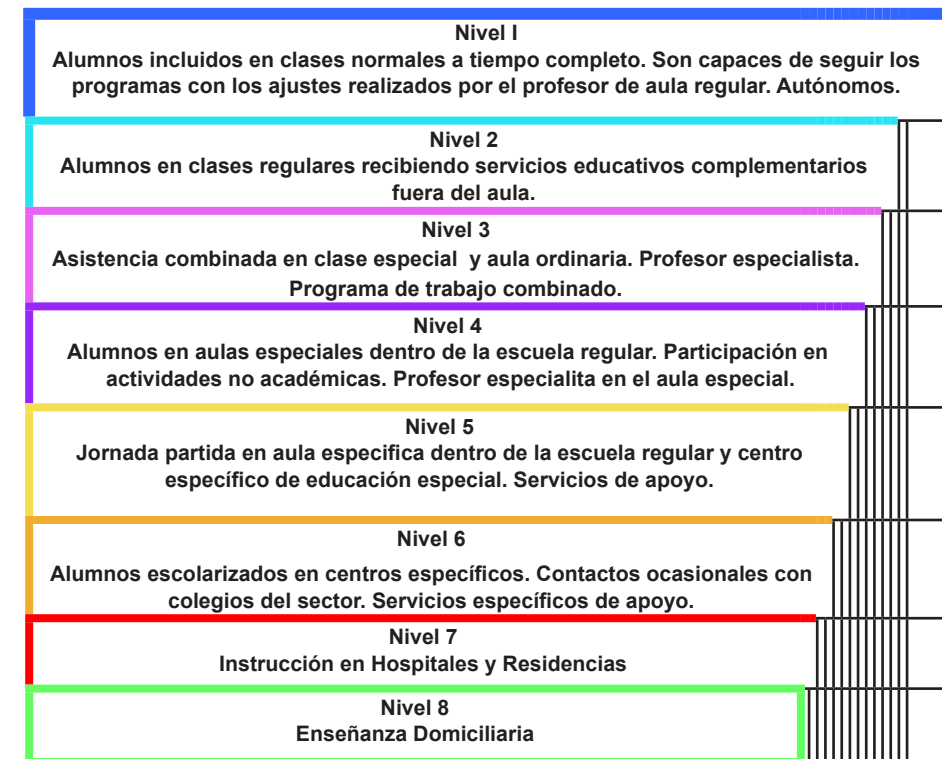 Nivel I
Alumnos incluidos en clases normales a tiempo completo. Son capaces de seguir los
programas con los ajustes realizados por el profesor de aula regular. Autónomos.
Nivel 2
Alumnos en clases regulares recibiendo servicios educativos complementarios
fuera del aula.
Nivel 3
Asistencia combinada en clase especial y aula ordinaria. Profesor especialista.
Programa de trabajo combinado.
Nivel 4
Alumnos en aulas especiales dentro de la escuela regular. Participación en
actividades no académicas. Profesor especialita en el aula especial.
Nivel 5
Jornada partida en aula especifica dentro de la escuela regular y centro
específico de educación especial. Servicios de apoyo.
Nivel 6
Alumnos escolarizados en centros específicos. Contactos ocasionales con
colegios del sector. Servicios específicos de apoyo.
Nivel 7
Instrucción en Hospitales y Residencias
Nivel 8
Enseñanza Domiciliaria